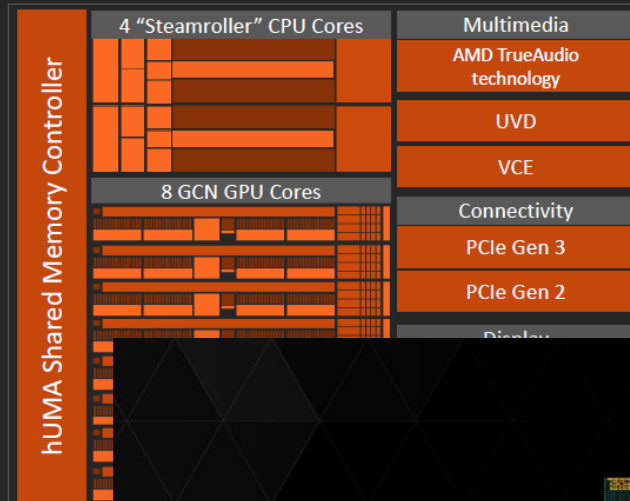 hUMA Shared Memory Controller
4 “Steamroller” CPU Cores
8 GCN GPU Cores
Multimedia
AMD TrueAudio
technology
UVD
VCE
Connectivity
PCIe Gen 3
PCIe Gen 2
Display